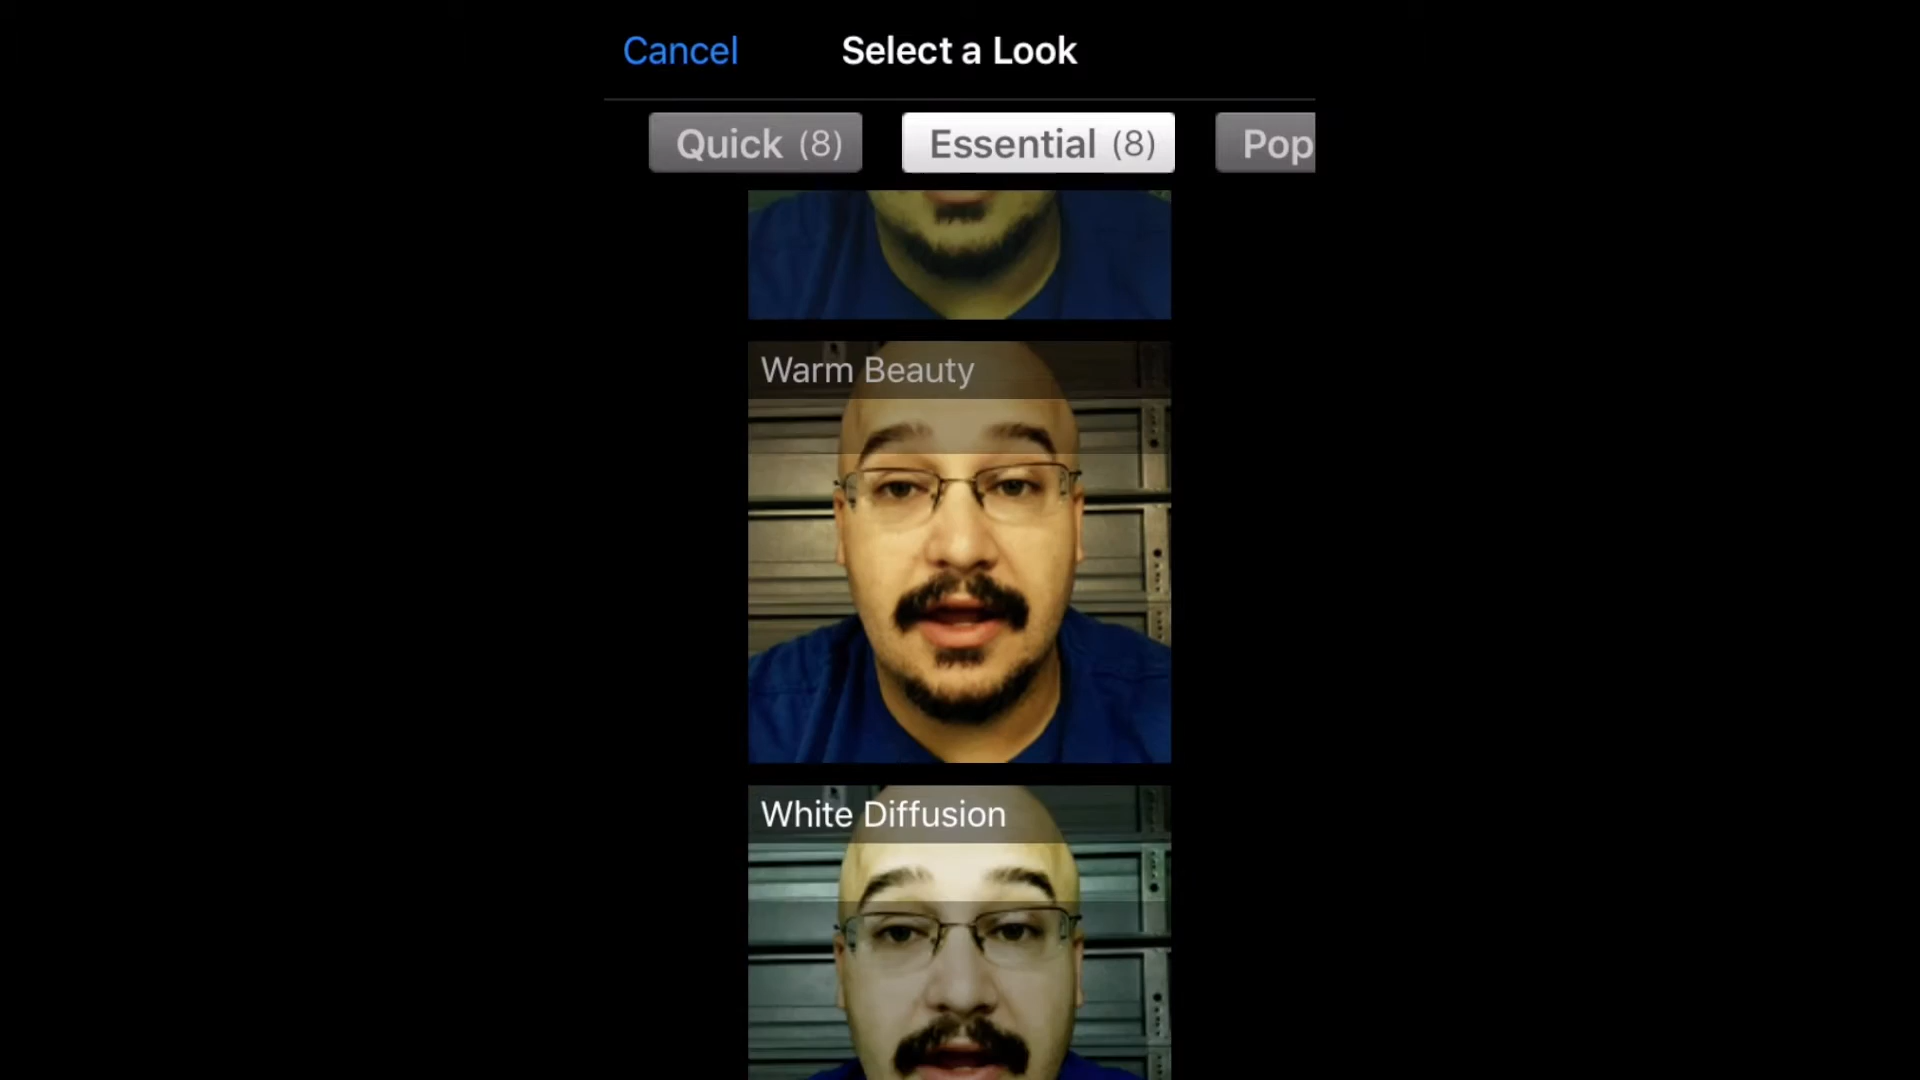 Cancel Select a Look
Quick (8) Essential (8) Pop
Warm Beauty
White Diffusion